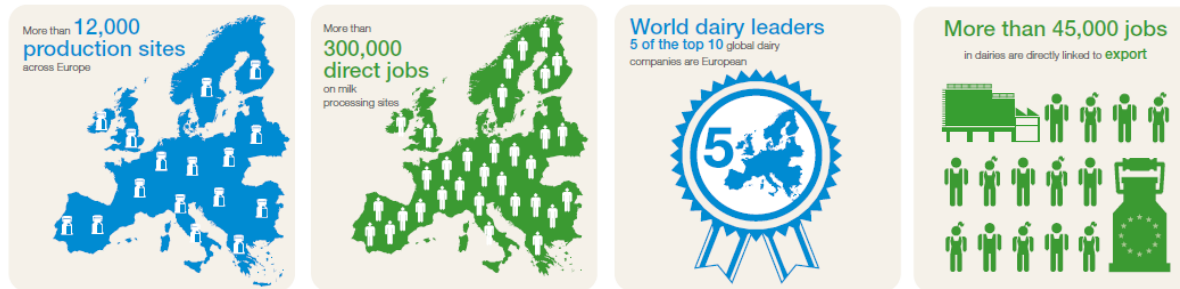 More than 12,000
production sites
across Europe
More than
300,000
direct jobs
on milk
processing sites
World dairy leaders
5 of the top 10 global dairy
companies are European
5
More than 45,000 jobs
in dairies are directly linked to export